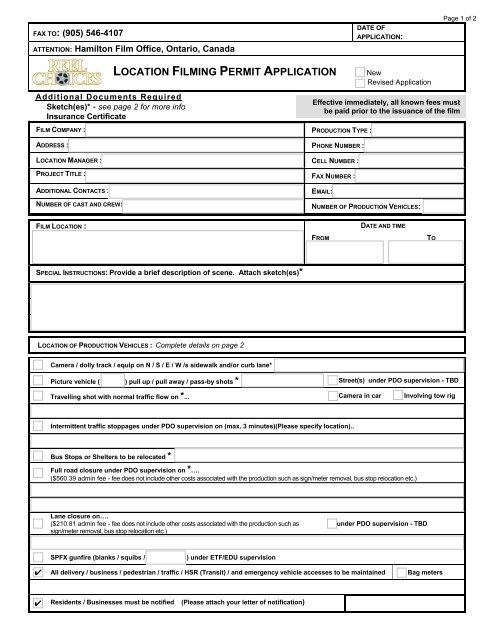 Page 1 of 2
FAX TO: (905) 546-4107
DATE OF
APPLICATION:
ATTENTION: Hamilton Film Office, Ontario, Canada
REEL
CHOICES
LOCATION FILMING PERMIT APPLICATION
New
Revised Application
Additional Documents Required
Sketch(es)* - see page 2 for more info
Insurance Certificate
Effective immediately, all known fees must
be paid prior to the issuance of the film
FILM COMPANY :
PRODUCTION TYPE :
ADDRESS :
PHONE NUMBER :
LOCATION MANAGER :
CELL NUMBER :
PROJECT TITLE :
FAX NUMBER :
ADDITIONAL CONTACTS :
EMAIL:
NUMBER OF CAST AND CREW:
NUMBER OF PRODUCTION VEHICLES:
FILM LOCATION :
DATE AND TIME
FROM TO
SPECIAL INSTRUCTIONS: Provide a brief description of scene. Attach sketch(es)*
LOCATION OF PRODUCTION VEHICLES : Complete details on page 2
Camera / dolly track / equip on N / S / E / W /s sidewalk and/or curb lane*
Picture vehicle ( ) pull up / pull away / pass-by shots * Street(s) under PDO supervision - TBD
Travelling shot with normal traffic flow on *... Camera in car Involving tow rig
Intermittent traffic stoppages under PDO supervision on (max. 3 minutes)(Please specify location)..
Bus Stops or Shelters to be relocated *
Full road closure under PDO supervision on *....
($560.39 admin fee - fee does not include other costs associated with the production such as sign/meter removal, bus stop relocation etc.)
Lane closure on....
($210.81 admin fee - fee does not include other costs associated with the production such as
sign/meter removal, bus stop relocation etc.)
under PDO supervision - TBD
SPFX gunfire (blanks / squibs / ) under ETF/EDU supervision
✔ All delivery / business / pedestrian / traffic / HSR (Transit) / and emergency vehicle accesses to be maintained Bag meters
✔ Residents / Businesses must be notified (Please attach your letter of notification)